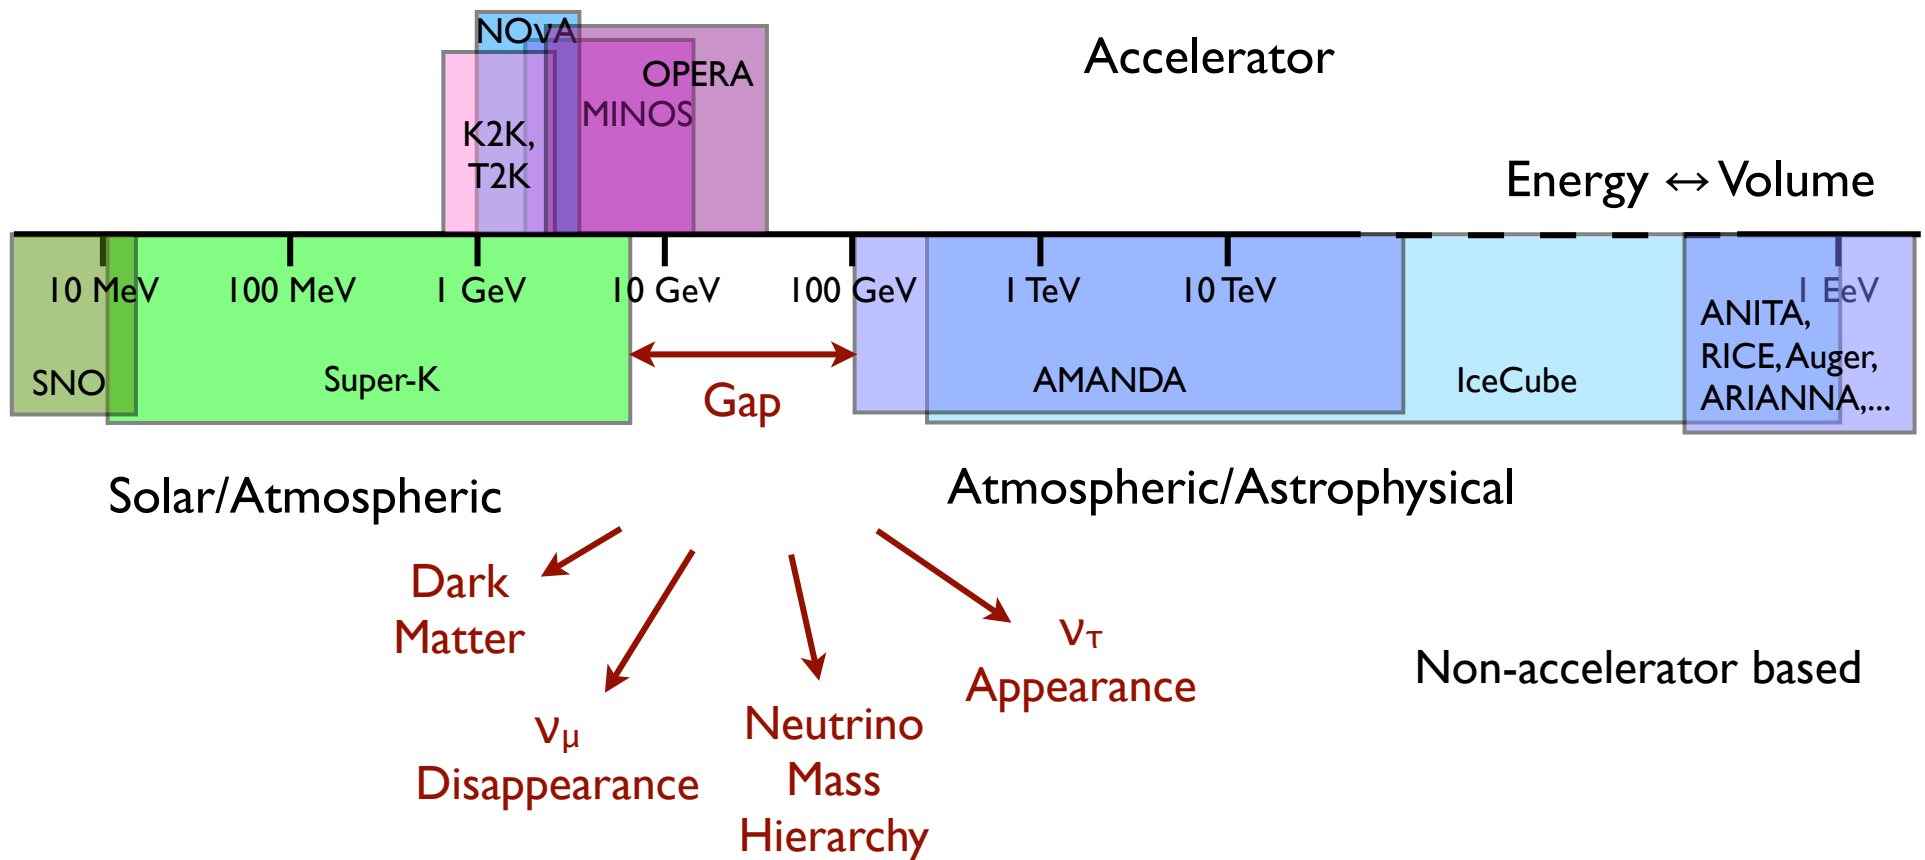 NOνA
Accelerator
OPERA
MINOS
K2K,
T2K
Energy ↔ Volume
10 MeV
100 MeV
1 GeV
10 GeV
100 GeV
1 TeV
10 TeV
1 EeV
ANITA,
RICE, Auger,
ARIANNA,...
SNO
Super-K
Gap
AMANDA
IceCube
Solar/Atmospheric
Atmospheric/Astrophysical
Dark
Matter
νμ
Disappearance
Neutrino
Mass
Hierarchy
ντ
Appearance
Non-accelerator based